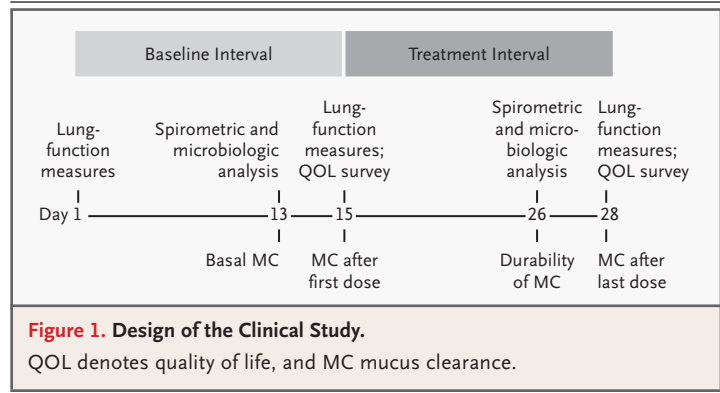 Baseline Interval
Treatment Interval
Lung-
function
measures
Spirometric and
microbiologic
analysis
Lung-
function
measures;
QOL survey
Spirometric
and micro-
biologic
analysis
Lung-
function
measures;
QOL survey
Day 1
13
15
26
28
Basal MC
MC after
first dose
Durability
of MC
MC after
last dose
Figure 1. Design of the Clinical Study.
QOL denotes quality of life, and MC mucus clearance.